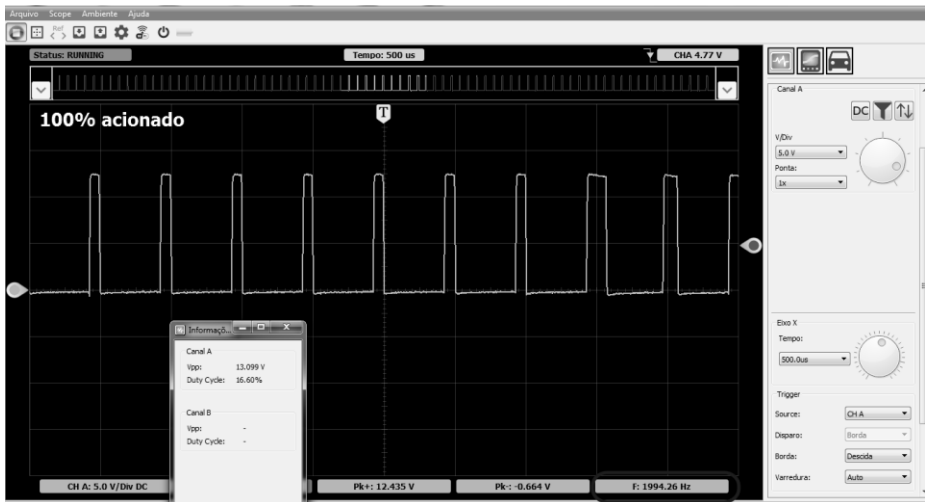 Arquivo Scope Ambiente Ajuda
Ref
Status: RUNNING
Tempo: 500 us
CHA 4.77 V
100% acionado
T
Informaçõ...
Canal A
Vpp: 13.099 V
Duty Cycle: 16.60%
Canal B
Vpp: -
Duty Cycle: -
CH A: 5.0 V/Div DC
Pk+: 12.435 V
Pk-: -0.664 V
F: 1994.26 Hz
Canal A
DC
V/Div
5.0 V
Ponta:
1x
Eixo X
Tempo:
500.0us
Trigger
Source: CH A
Disparo: Borda
Borda: Descida
Varredura: Auto